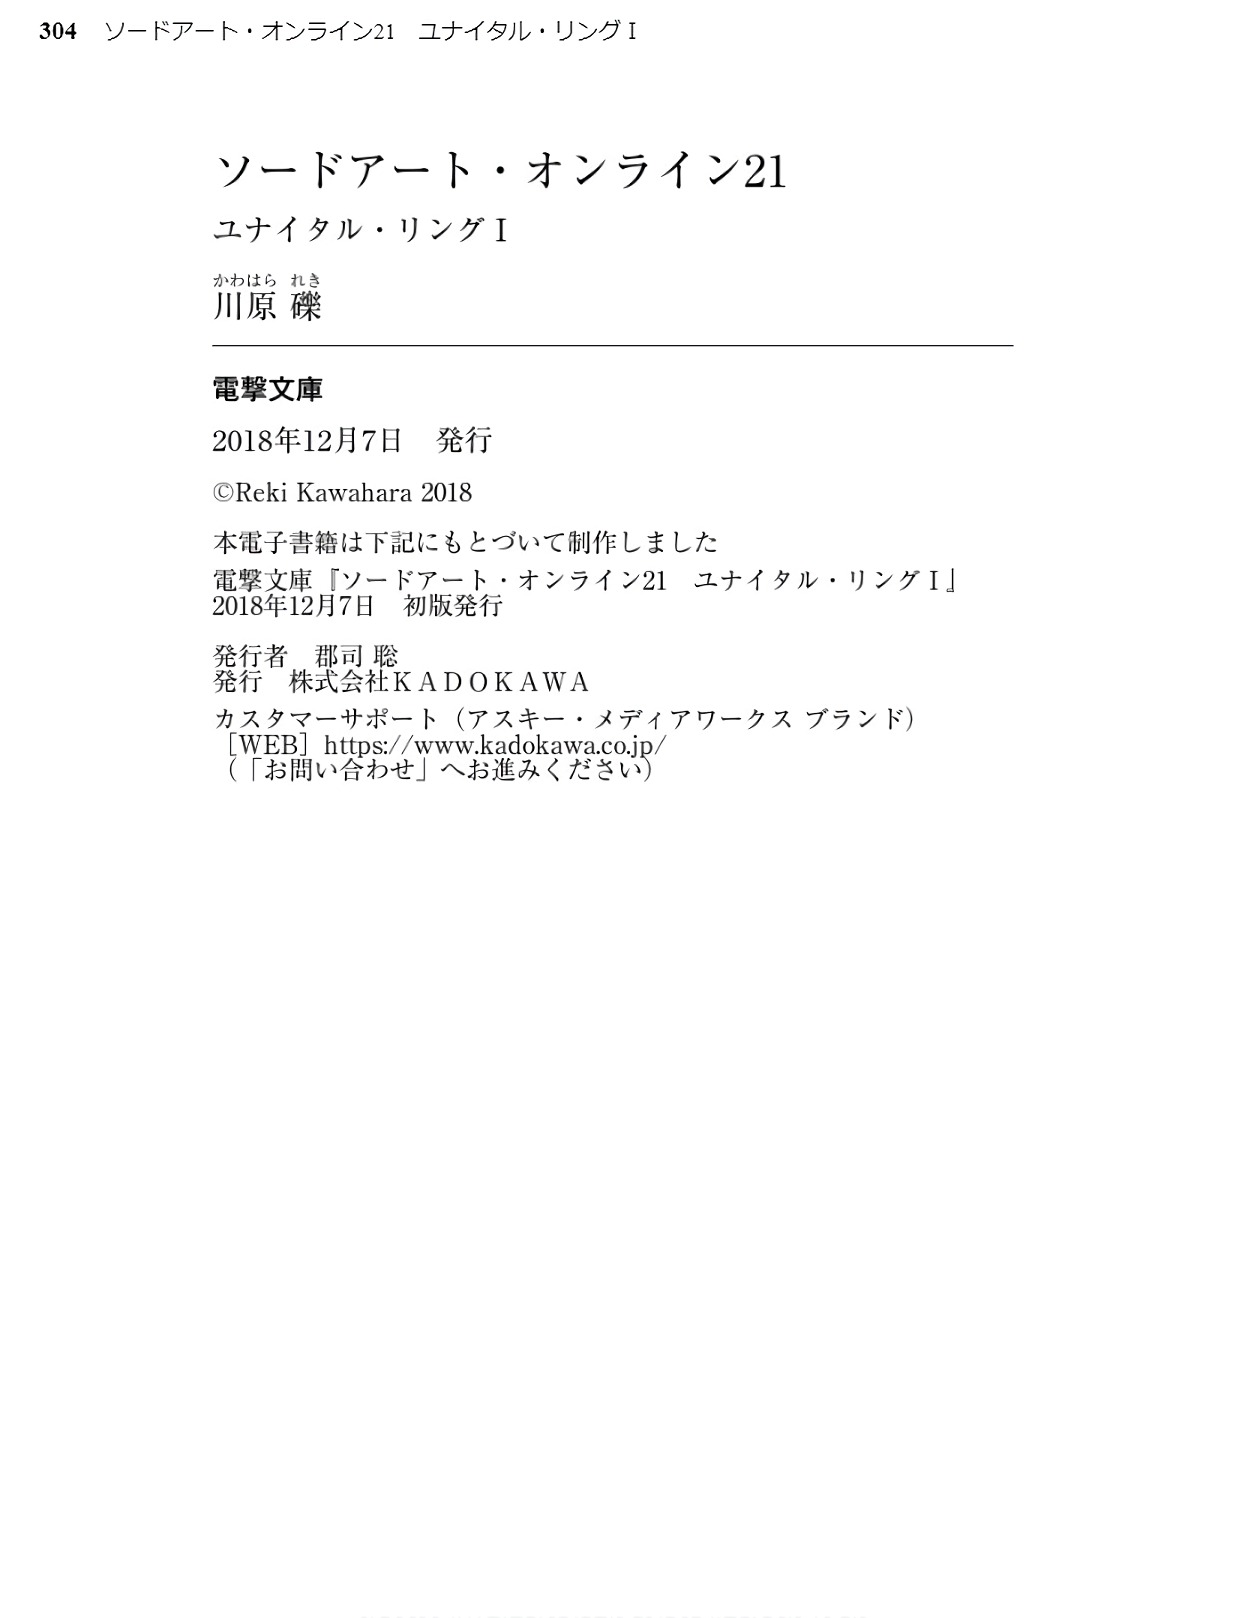 304 ソードアート・オンライン21　ユナイタル・リングⅠ
ソードアート・オンライン21
ユナイタル・リングⅠ
かわはら れき
川原 礫
電撃文庫
2018年12月7日　発行
©Reki Kawahara 2018
本電子書籍は下記にもとづいて制作しました
電撃文庫『ソードアート・オンライン21　ユナイタル・リングⅠ』
2018年12月7日　初版発行
発行者　郡司 聡
発行　株式会社ＫＡＤＯＫＡＷＡ
カスタマーサポート（アスキー・メディアワークス ブランド）
［WEB］https://www.kadokawa.co.jp/
（「お問い合わせ」へお進みください）